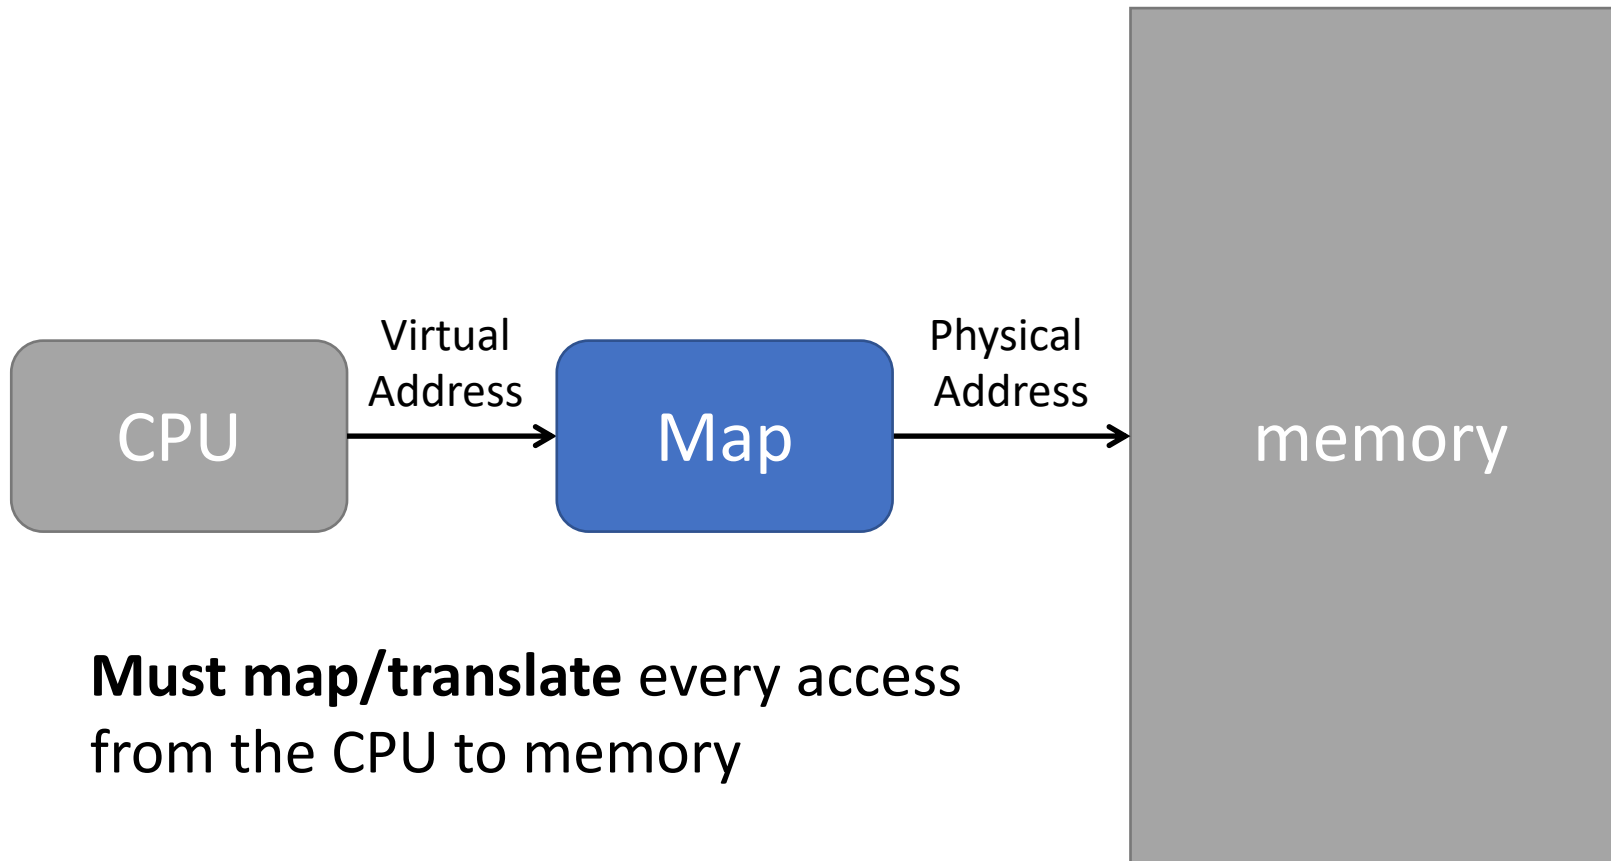 Virtual
Address
Physical
Address
CPU
Map
memory
Must map/translate every access
from the CPU to memory